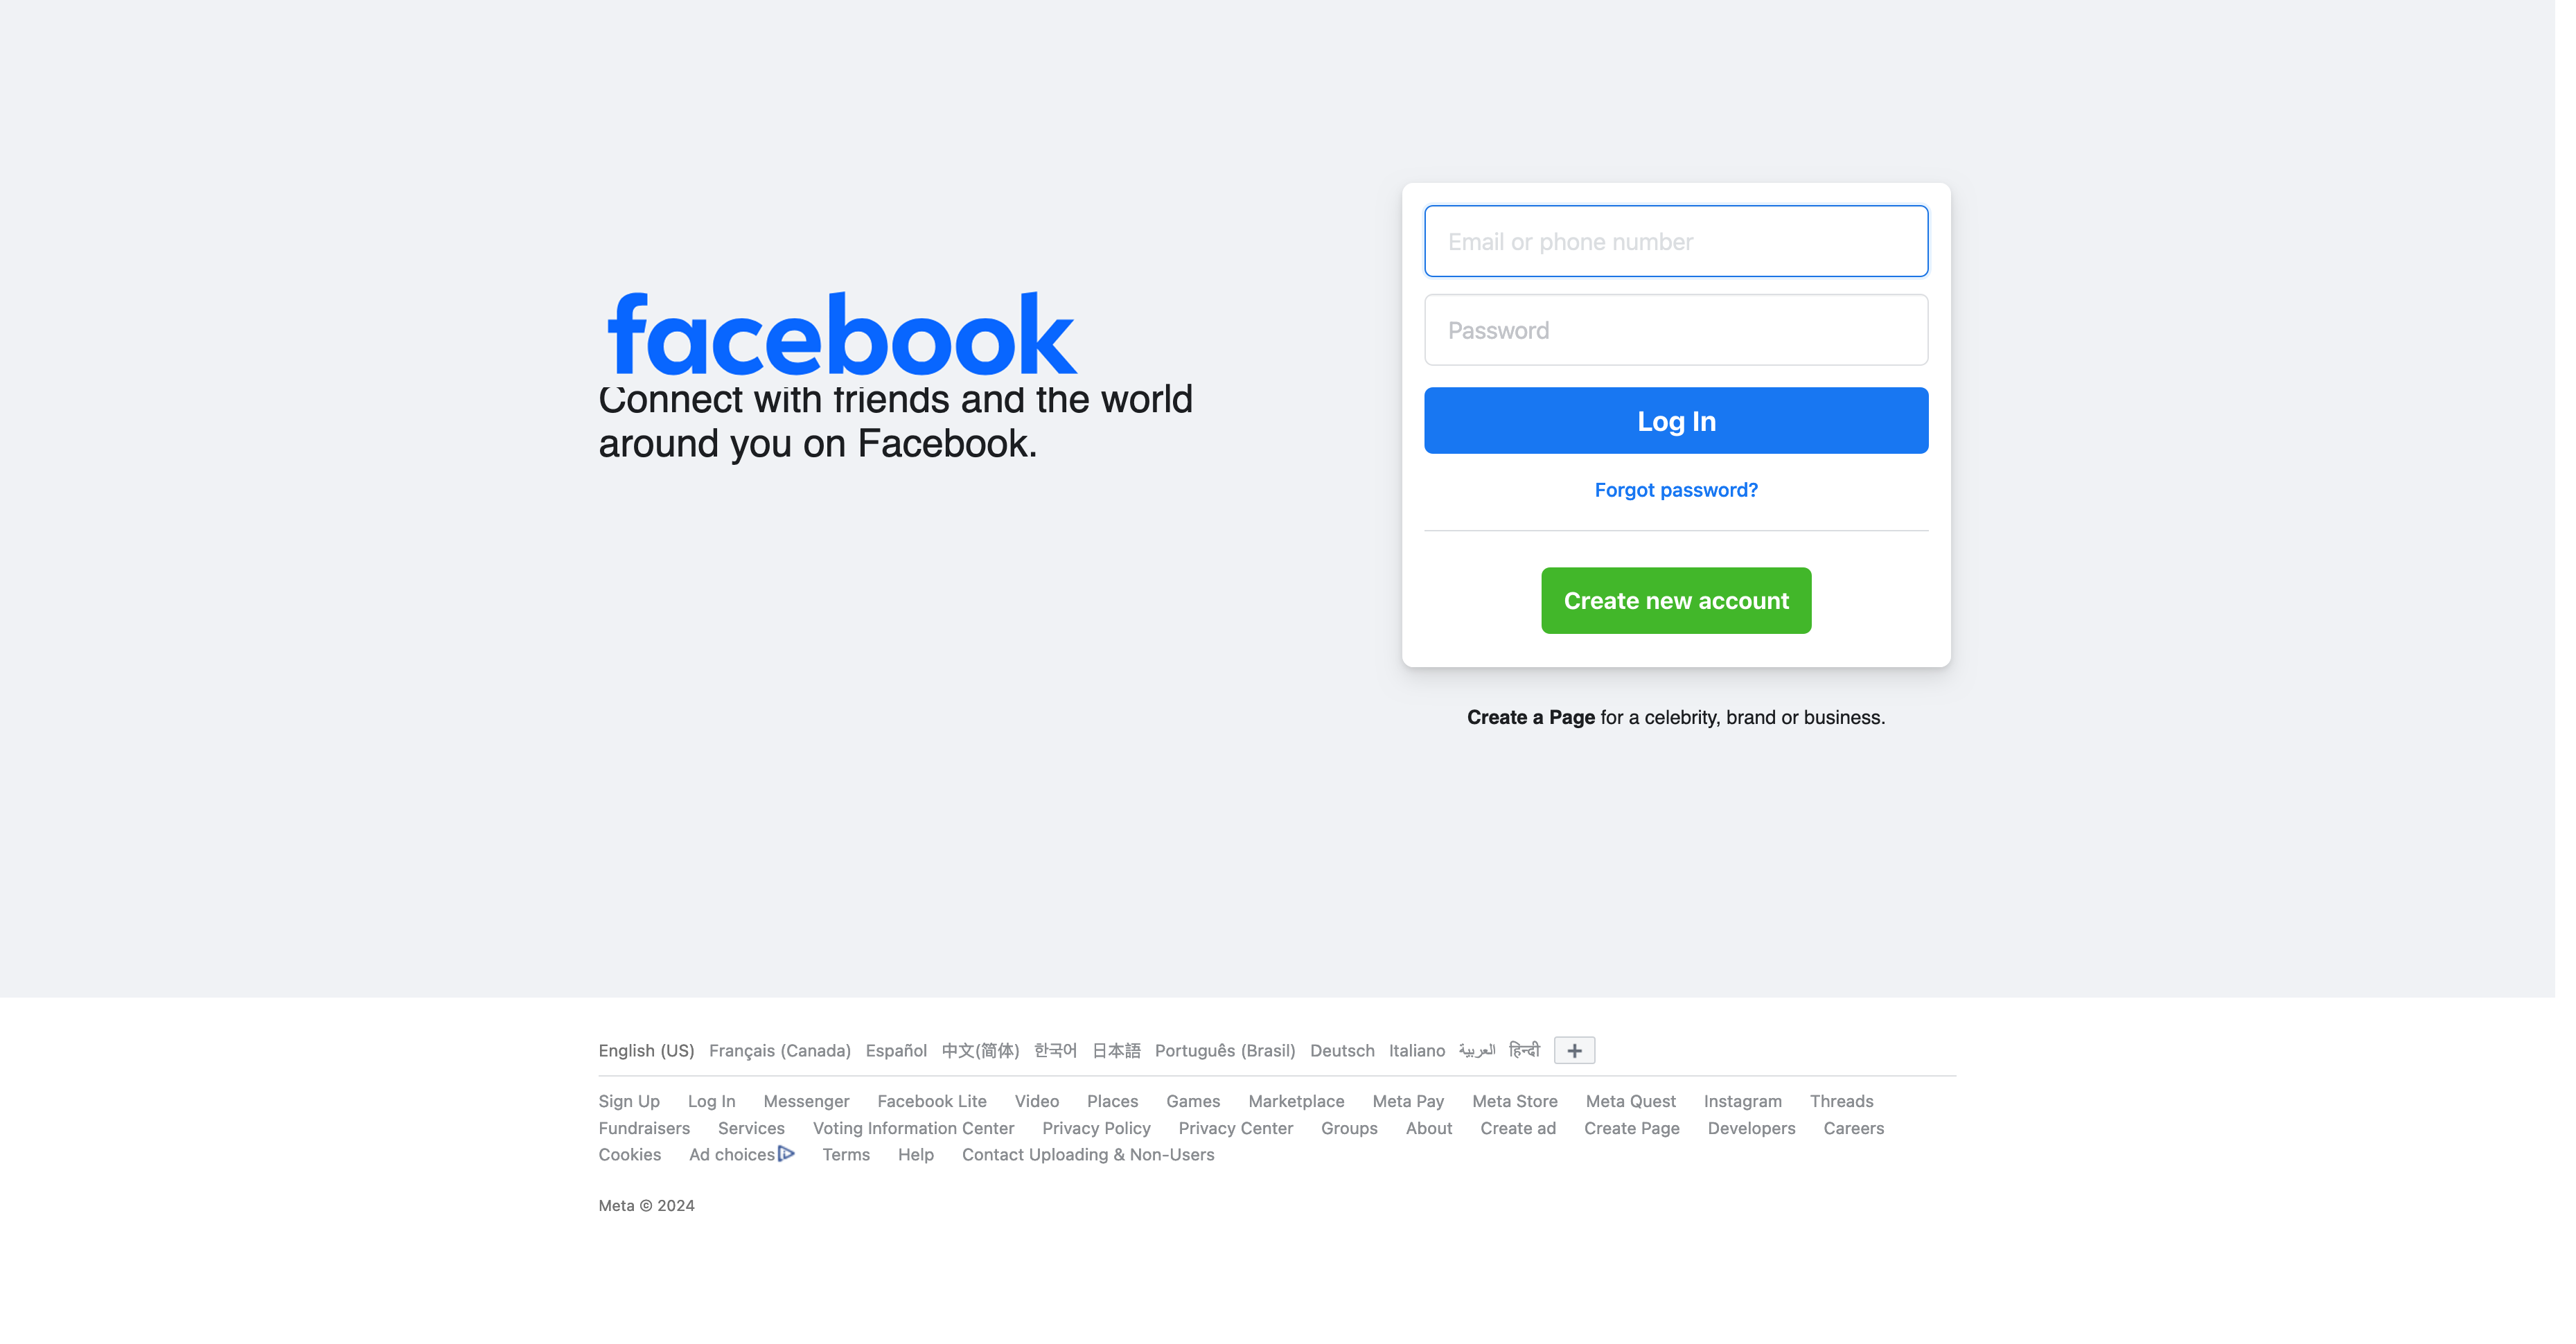 facebook
Connect with friends and the world
around you on Facebook.
Email or phone number
Password
Log In
Forgot password?
Create new account
Create a Page for a celebrity, brand or business.
English (US) Français (Canada) Español 中文(简体) 한국어 日本語 Português (Brasil) Deutsch Italiano العربية हिन्दी +
Sign Up Log In Messenger Facebook Lite Video Places Games Marketplace Meta Pay Meta Store Meta Quest Instagram Threads
Fundraisers Services Voting Information Center Privacy Policy Privacy Center Groups About Create ad Create Page Developers Careers
Cookies Ad choices Terms Help Contact Uploading & Non-Users
Meta © 2024